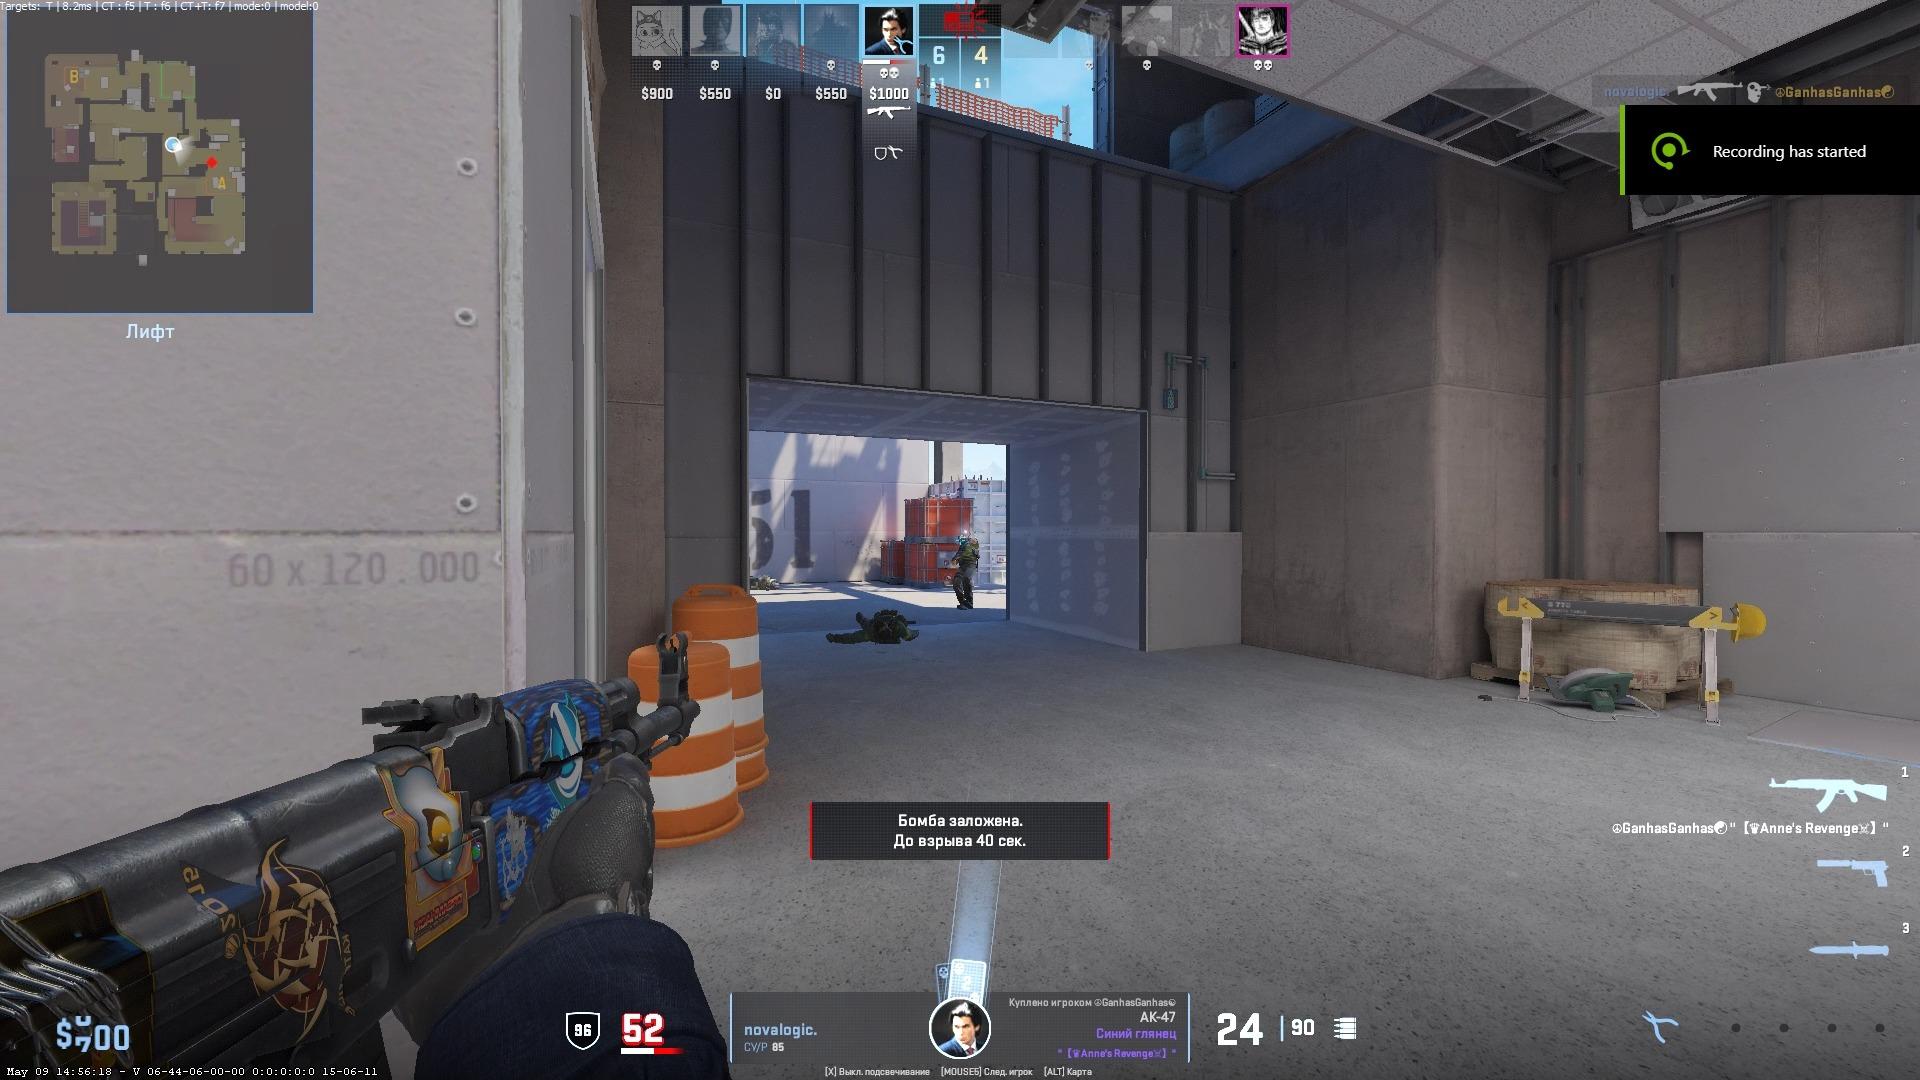 Targets: T | 8.2ms | CT : f5 | T : f6 | CT+T: f7 | mode:0 | model:0
B
A
Лифт
6 4
1 1
$900 $550 $0 $550 $1000
novalogic. ☮GanhasGanhas☯
Recording has started
51
60 x 120.000
Бомба заложена.
До взрыва 40 сек.
1
☮GanhasGanhas☯ "【♛Anne's Revenge☠】"
2
3
96 52
novalogic.
CY/P 85
Куплено игроком ☮GanhasGanhas☯
АК-47
Синий глянец
"【♛Anne's Revenge☠】"
24 | 90
[X] Выкл. подсвечивание [MOUSE5] След. игрок [ALT] Карта
May 09 14:56:18 - V 06-44-06-00-00 0:0:0:0:0 15-06-11